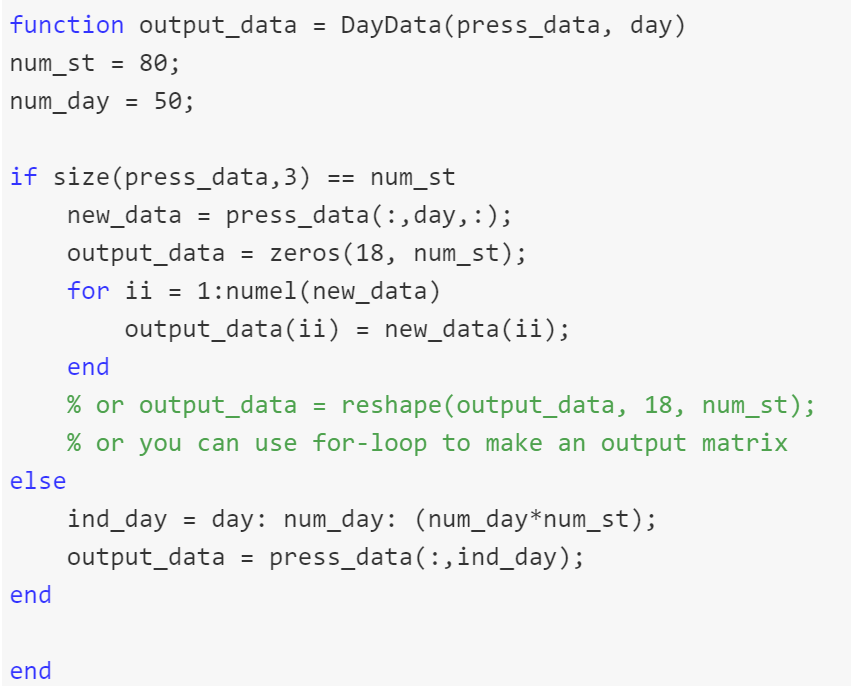 function output_data = DayData(press_data, day)
num_st = 80;
num_day = 50;
if size(press_data,3) == num_st
new_data = press_data(:,day,:);
output_data = zeros(18, num_st);
for ii = 1:numel(new_data)
output_data(ii) = new_data(ii);
end
% or output_data = reshape(output_data, 18, num_st);
% or you can use for-loop to make an output matrix
else
ind_day = day: num_day: (num_day*num_st);
output_data = press_data(:,ind_day);
end
end